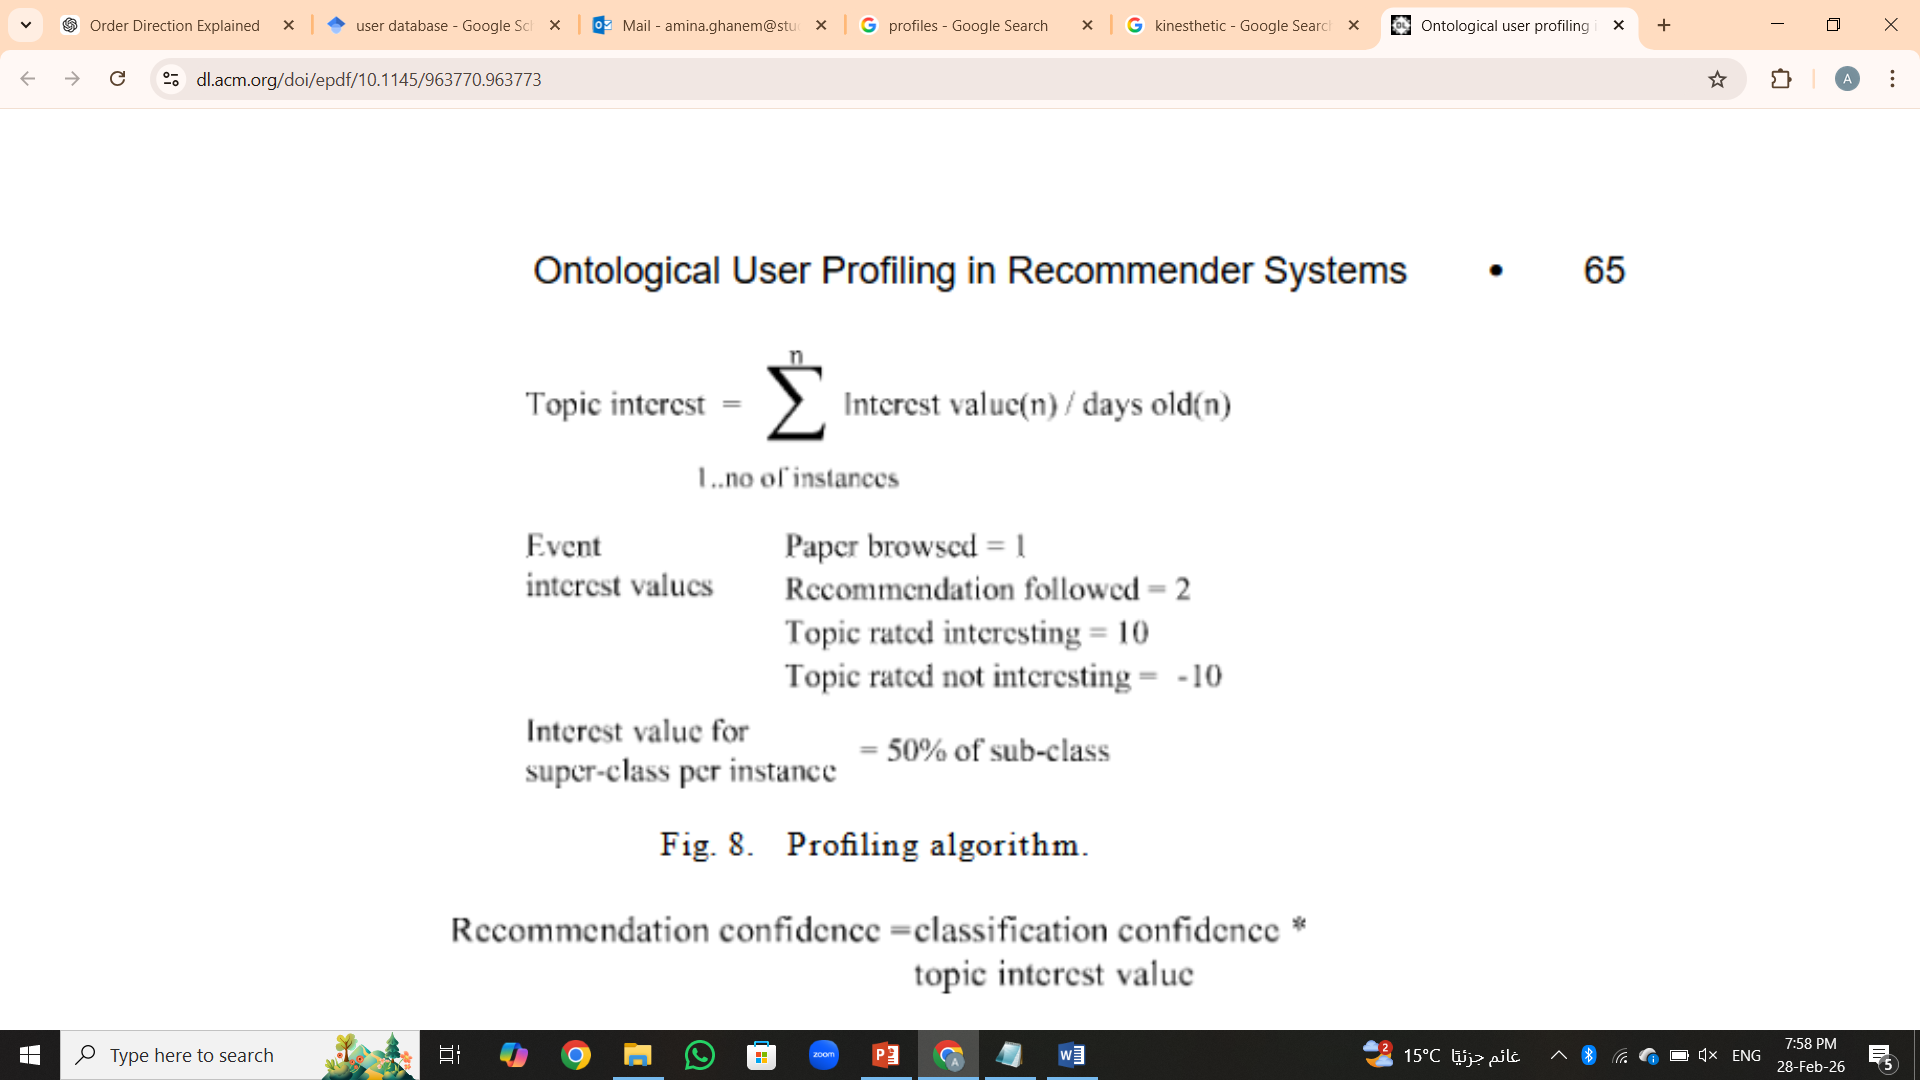 Order Direction Explained
user database - Google Sc
Mail - amina.ghanem@stu
profiles - Google Search
kinesthetic - Google Search
Ontological user profiling i
dl.acm.org/doi/epdf/10.1145/963770.963773
A
Ontological User Profiling in Recommender Systems • 65
n
Topic interest = ∑ Interest value(n) / days old(n)
1..no of instances
Event
interest values
Paper browsed = 1
Recommendation followed = 2
Topic rated interesting = 10
Topic rated not interesting = -10
Interest value for
super-class per instance
= 50% of sub-class
Fig. 8. Profiling algorithm.
Recommendation confidence =classification confidence *
topic interest value
Type here to search
zoom
2
15°C غائم جزئيًا
ENG
7:58 PM
28-Feb-26
5